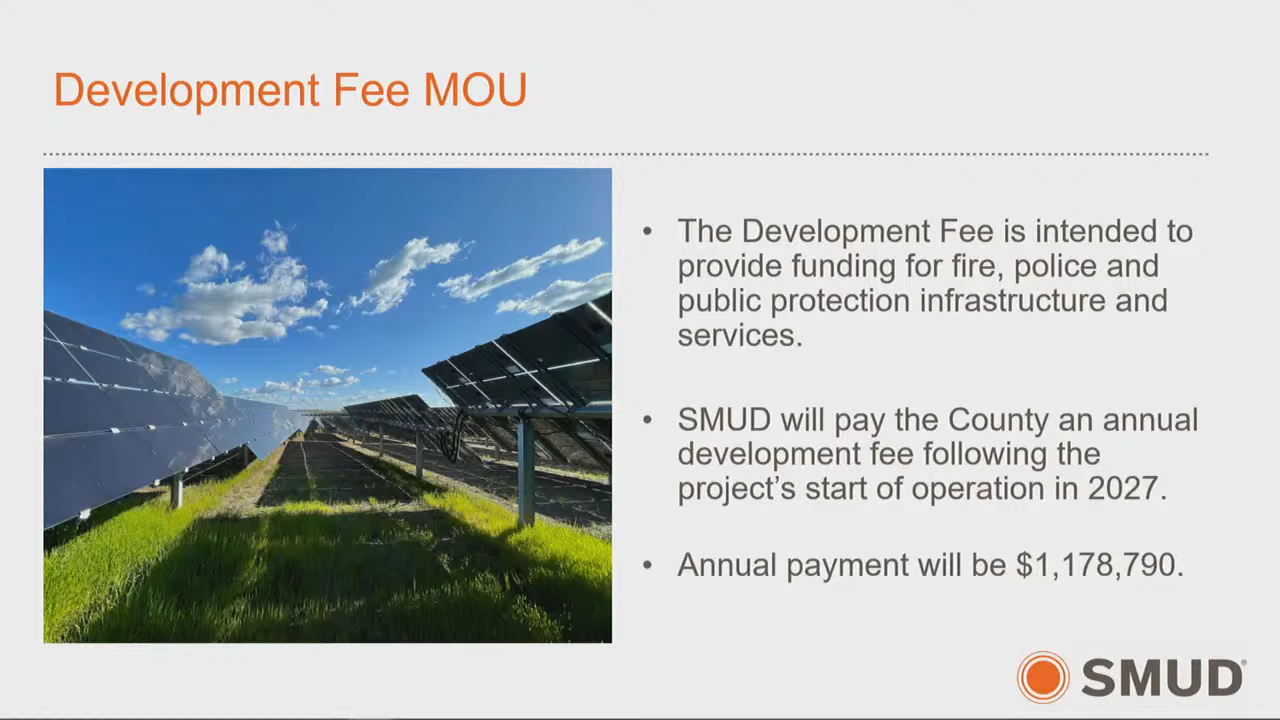 Development Fee MOU
• The Development Fee is intended to
provide funding for fire, police and
public protection infrastructure and
services.
• SMUD will pay the County an annual
development fee following the
project’s start of operation in 2027.
• Annual payment will be $1,178,790.
SMUD®